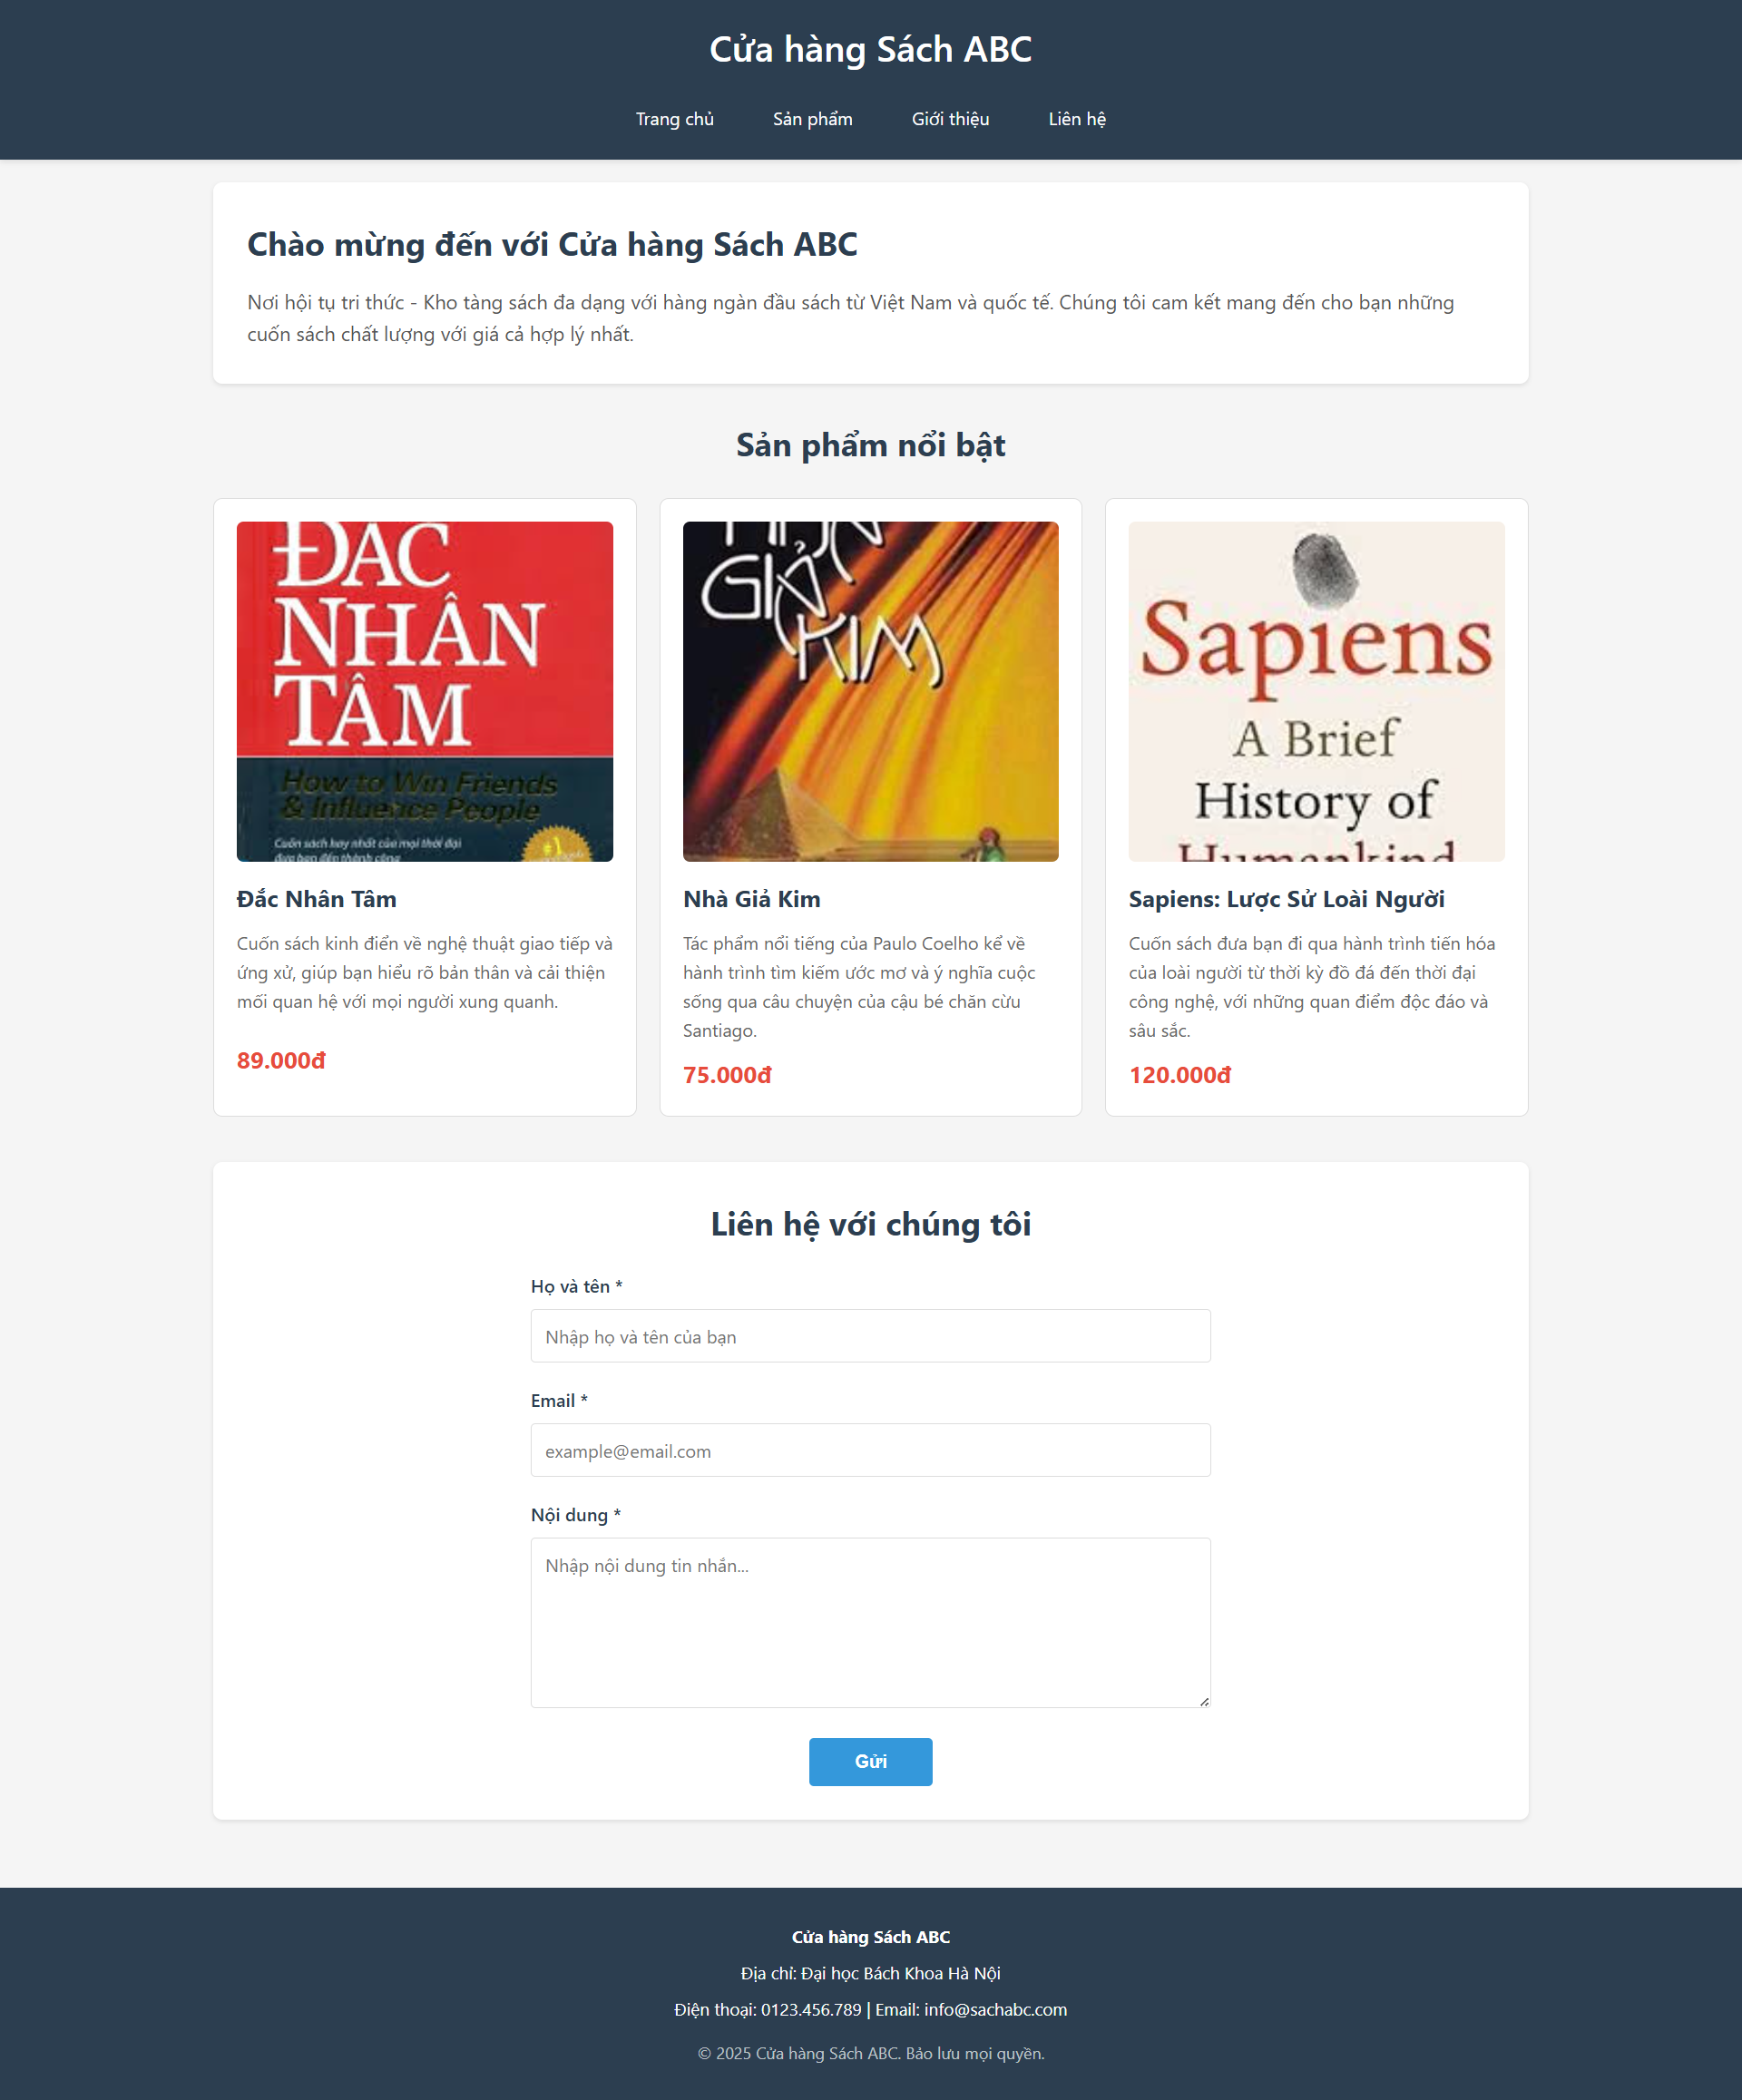 Cửa hàng Sách ABC
Trang chủ Sản phẩm Giới thiệu Liên hệ
Chào mừng đến với Cửa hàng Sách ABC
Nơi hội tụ tri thức - Kho tàng sách đa dạng với hàng ngàn đầu sách từ Việt Nam và quốc tế. Chúng tôi cam kết mang đến cho bạn những
cuốn sách chất lượng với giá cả hợp lý nhất.
Sản phẩm nổi bật
ĐẮC
NHÂN
TÂM
How to Win Friends
& Influence People
Cuốn sách hay nhất của mọi thời đại
đưa bạn đến thành công
#1
Đắc Nhân Tâm
Cuốn sách kinh điển về nghệ thuật giao tiếp và
ứng xử, giúp bạn hiểu rõ bản thân và cải thiện
mối quan hệ với mọi người xung quanh.
89.000đ
GIẢ
KIM
Nhà Giả Kim
Tác phẩm nổi tiếng của Paulo Coelho kể về
hành trình tìm kiếm ước mơ và ý nghĩa cuộc
sống qua câu chuyện của cậu bé chăn cừu
Santiago.
75.000đ
Sapiens
A Brief
History of
Humankind
Sapiens: Lược Sử Loài Người
Cuốn sách đưa bạn đi qua hành trình tiến hóa
của loài người từ thời kỳ đồ đá đến thời đại
công nghệ, với những quan điểm độc đáo và
sâu sắc.
120.000đ
Liên hệ với chúng tôi
Họ và tên *
Nhập họ và tên của bạn
Email *
example@email.com
Nội dung *
Nhập nội dung tin nhắn...
Gửi
Cửa hàng Sách ABC
Địa chỉ: Đại học Bách Khoa Hà Nội
Điện thoại: 0123.456.789 | Email: info@sachabc.com
© 2025 Cửa hàng Sách ABC. Bảo lưu mọi quyền.